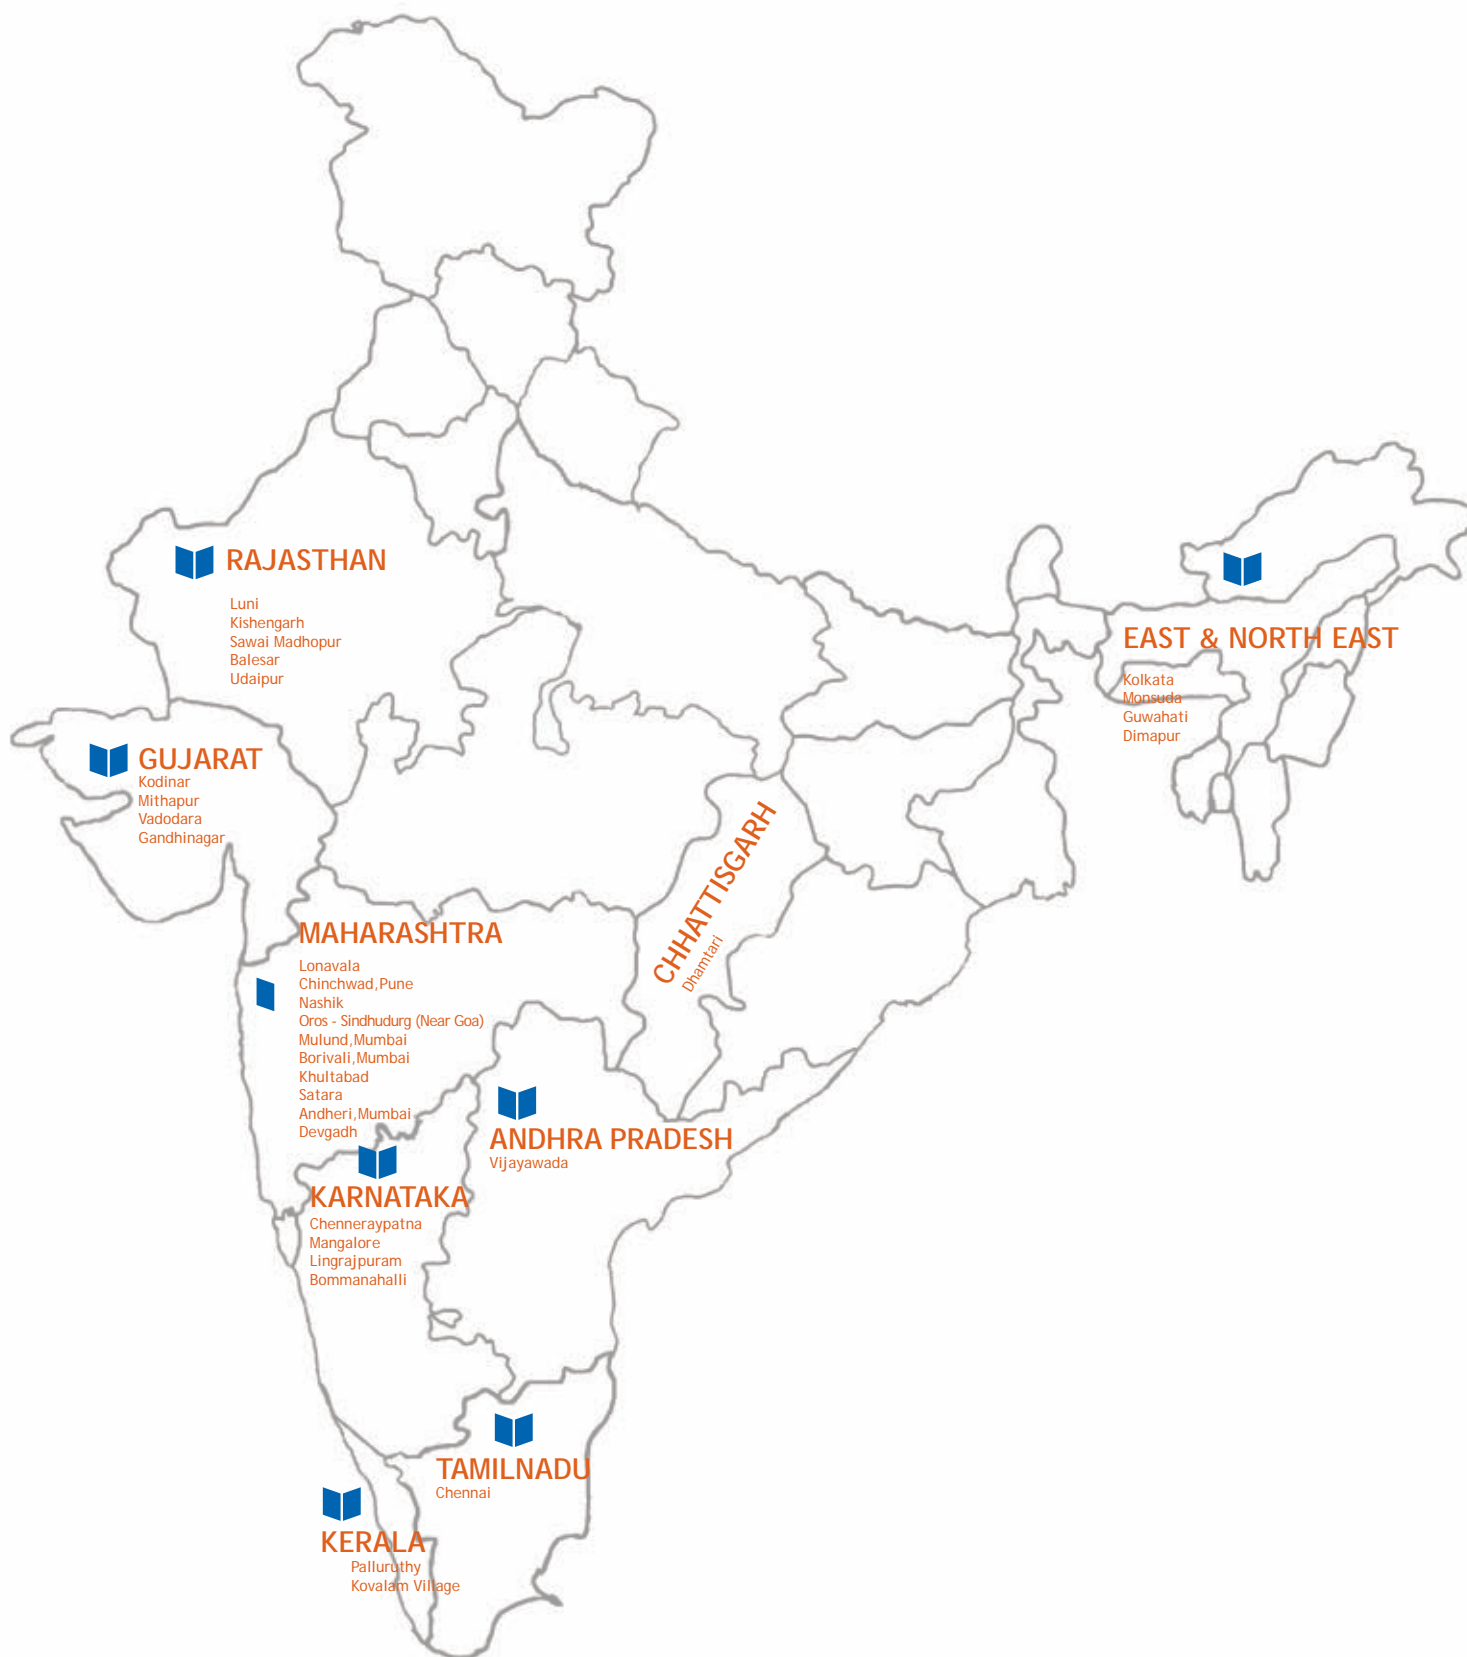 RAJASTHAN
Luni
Kishengarh
Sawai Madhopur
Balesar
Udaipur
EAST & NORTH EAST
Kolkata
Monsuda
Guwahati
Dimapur
GUJARAT
Kodinar
Mithapur
Vadodara
Gandhinagar
CHHATTISGARH
Dhamtari
MAHARASHTRA
Lonavala
Chinchwad,Pune
Nashik
Oros - Sindhudurg (Near Goa)
Mulund,Mumbai
Borivali,Mumbai
Khultabad
Satara
Andheri,Mumbai
Devgadh
ANDHRA PRADESH
Vijayawada
KARNATAKA
Chenneraypatna
Mangalore
Lingrajpuram
Bommanahalli
TAMILNADU
Chennai
KERALA
Palluruthy
Kovalam Village